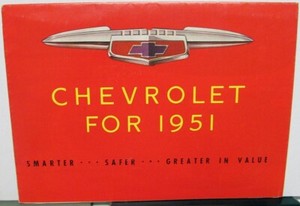 CHEVROLET
FOR 1951
SMARTER · · · SAFER · · · GREATER IN VALUE